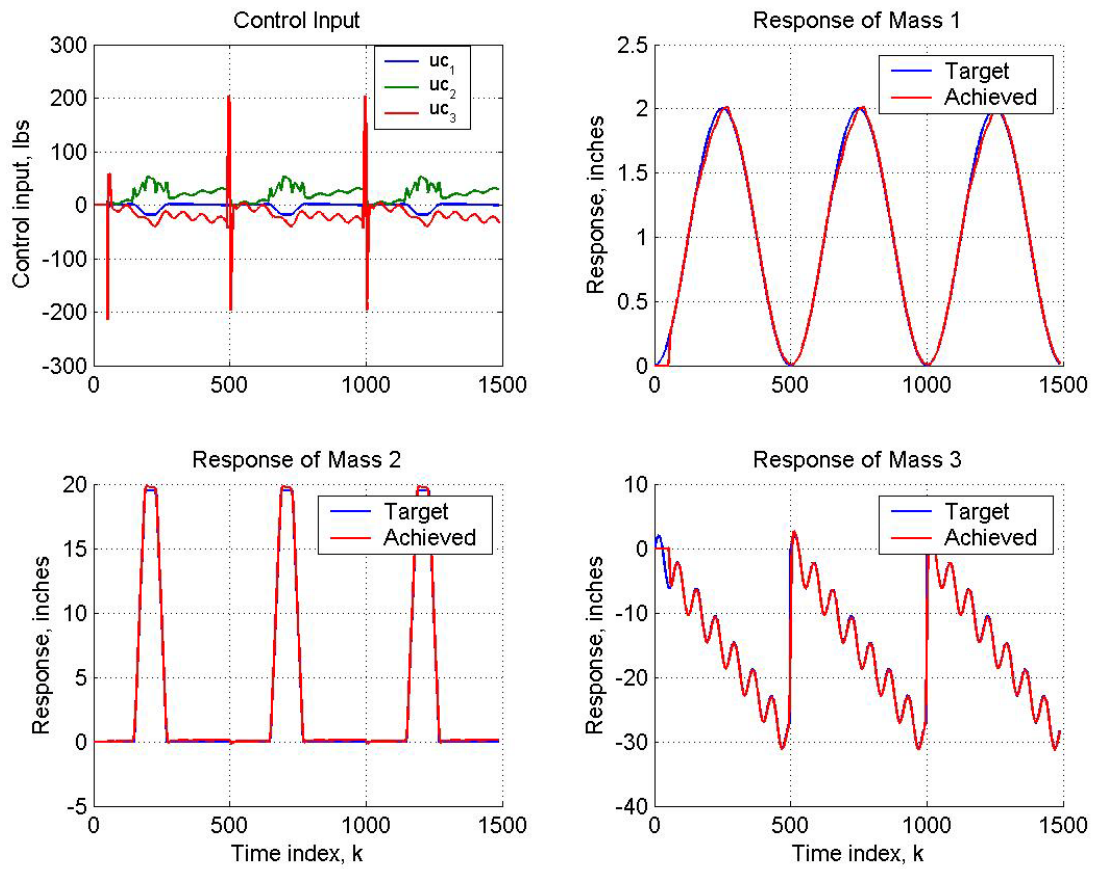 Control Input
Control input, lbs
300
200
100
0
-100
-200
-300
0
500
1000
1500
uc1
uc2
uc3
Response of Mass 1
Response, inches
2.5
2
1.5
1
0.5
0
0
500
1000
1500
Target
Achieved
Response of Mass 2
Response, inches
20
15
10
5
0
-5
0
500
1000
1500
Time index, k
Target
Achieved
Response of Mass 3
Response, inches
10
0
-10
-20
-30
-40
0
500
1000
1500
Time index, k
Target
Achieved